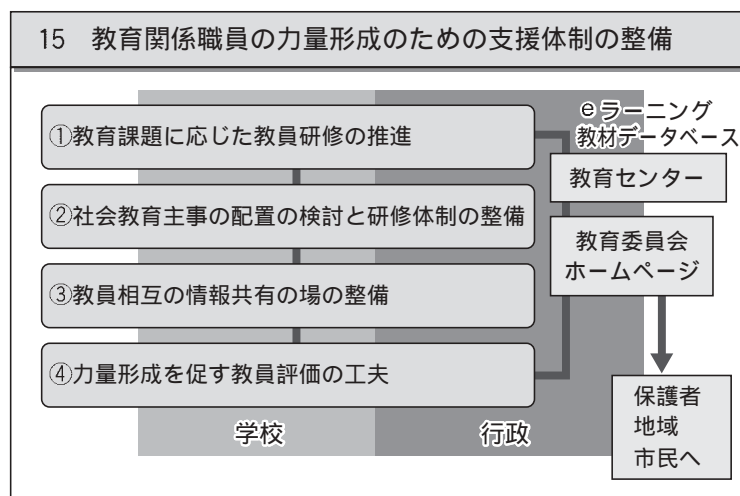 15 教育関係職員の力量形成のための支援体制の整備
①教育課題に応じた教員研修の推進
②社会教育主事の配置の検討と研修体制の整備
③教員相互の情報共有の場の整備
④力量形成を促す教員評価の工夫
学校
行政
eラーニング
教材データベース
教育センター
教育委員会
ホームページ
保護者
地域
市民へ